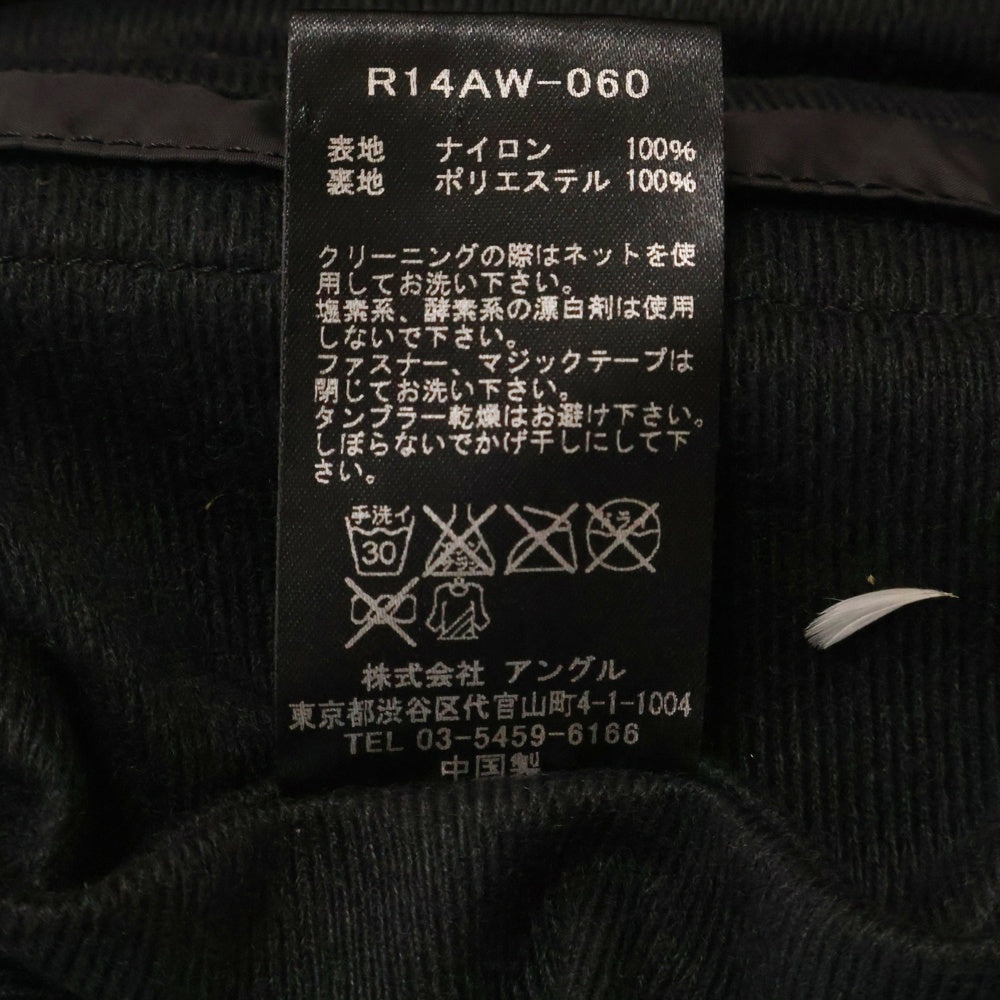 R14AW-060
表地 ナイロン 100%
裏地 ポリエステル 100%
クリーニングの際はネットを使
用してお洗い下さい。
塩素系、酵素系の漂白剤は使用
しないで下さい。
ファスナー、マジックテープは
閉じてお洗い下さい。
タンブラー乾燥はお避け下さい。
しぼらないでかげ干しにして下
さい。
手洗イ
30
株式会社 アングル
東京都渋谷区代官山町4-1-1004
TEL 03-5459-6166
中国製